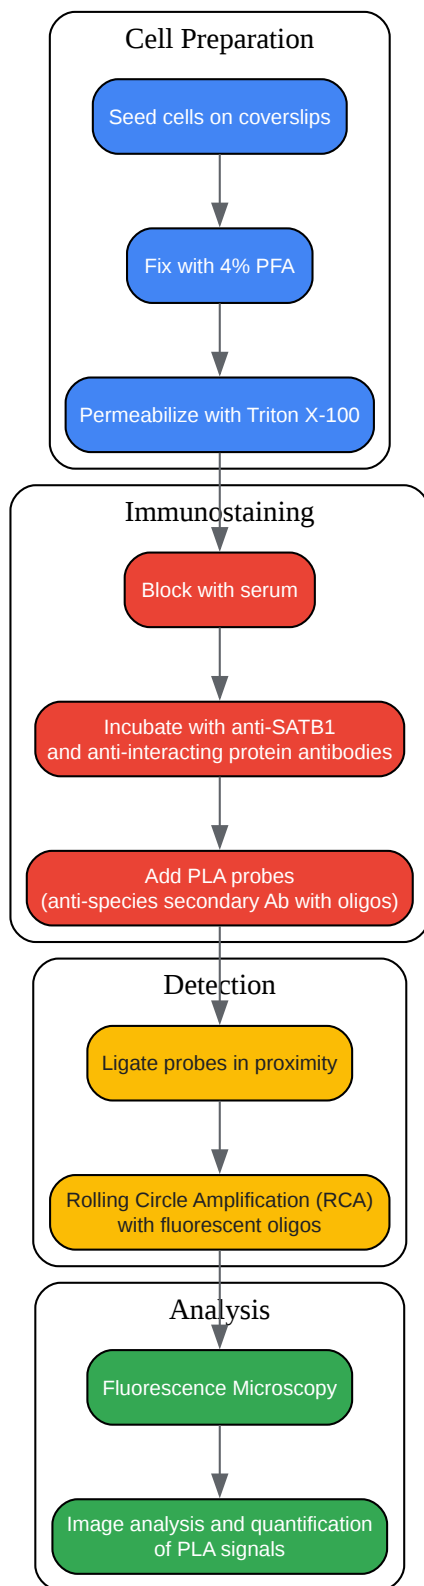 Cell Preparation
Seed cells on coverslips
Fix with 4% PFA
Permeabilize with Triton X-100
Immunostaining
Block with serum
Incubate with anti-SATB1
and anti-interacting protein antibodies
Add PLA probes
(anti-species secondary Ab with oligos)
Detection
Ligate probes in proximity
Rolling Circle Amplification (RCA)
with fluorescent oligos
Analysis
Fluorescence Microscopy
Image analysis and quantification
of PLA signals